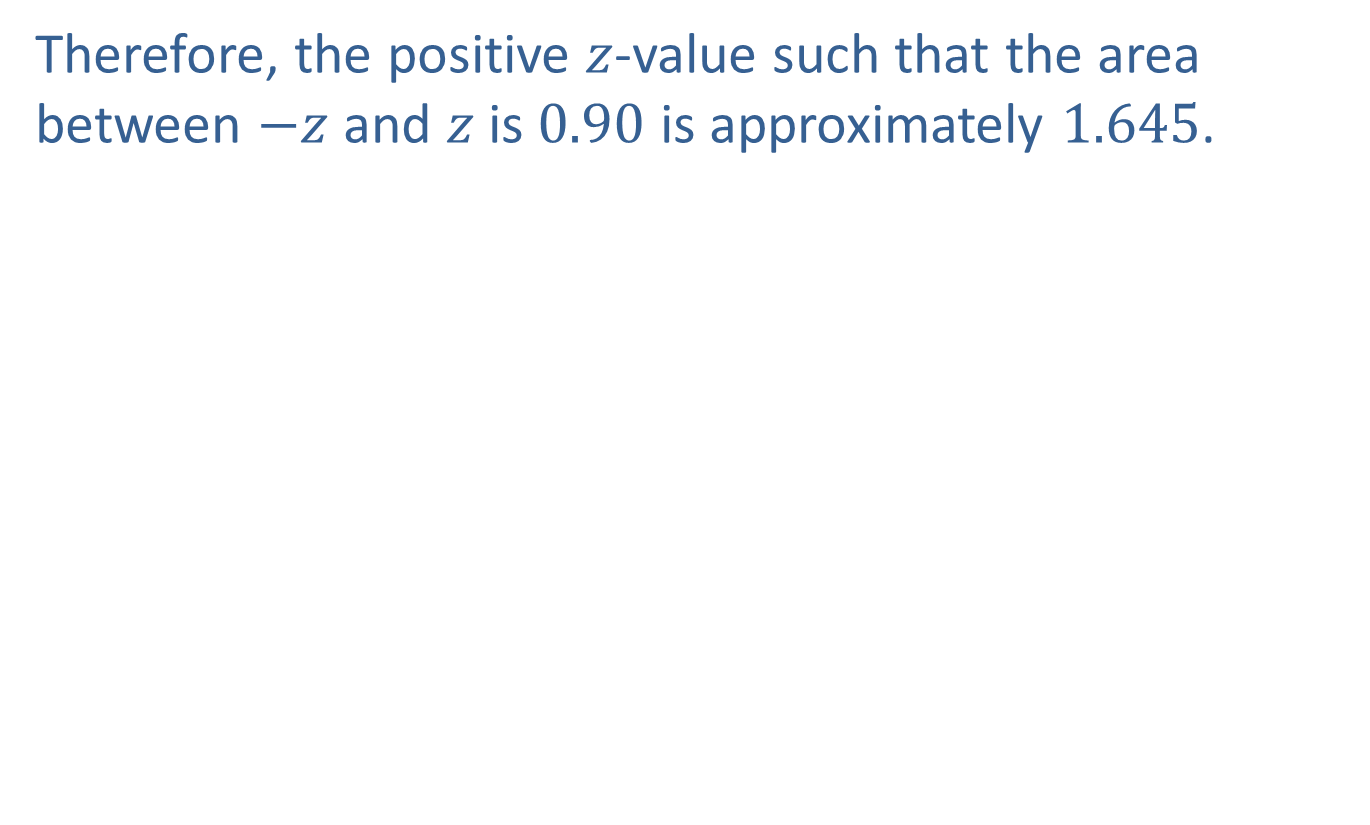 Therefore, the positive z-value such that the area
between −z and z is 0.90 is approximately 1.645.